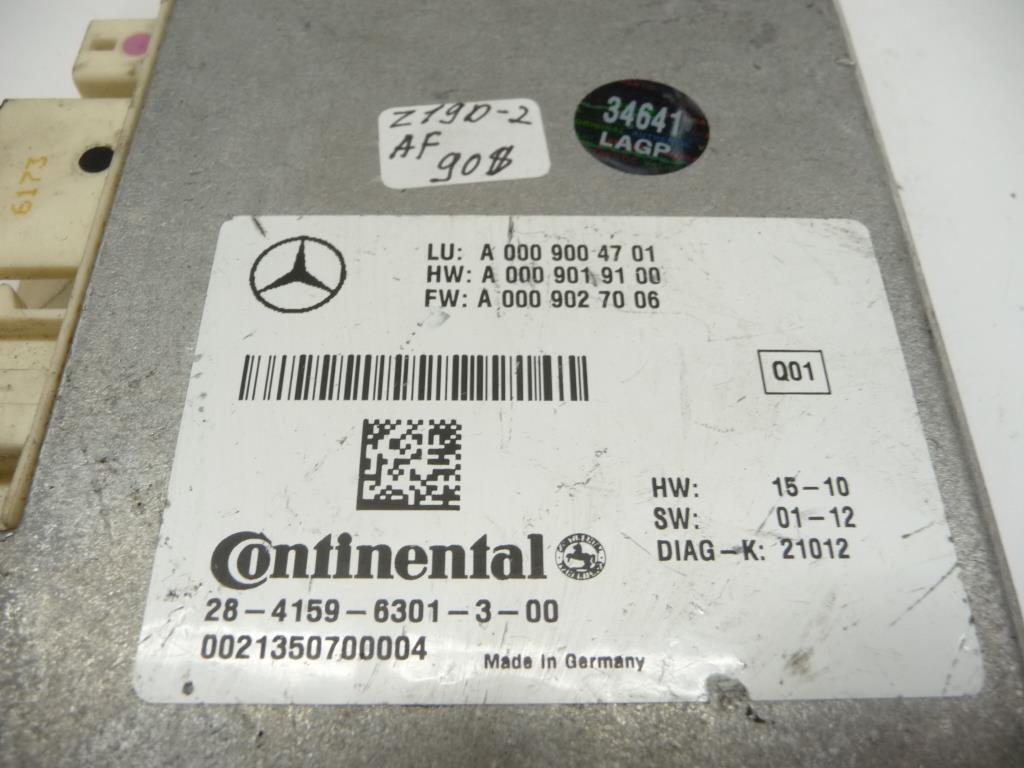 6173
Z19D-2
AF
90$
34641
LAGP
LU: A 000 900 47 01
HW: A 000 901 91 00
FW: A 000 902 70 06
Q01
HW: 15-10
SW: 01-12
DIAG-K: 21012
Continental
28-4159-6301-3-00
0021350700004
Made in Germany